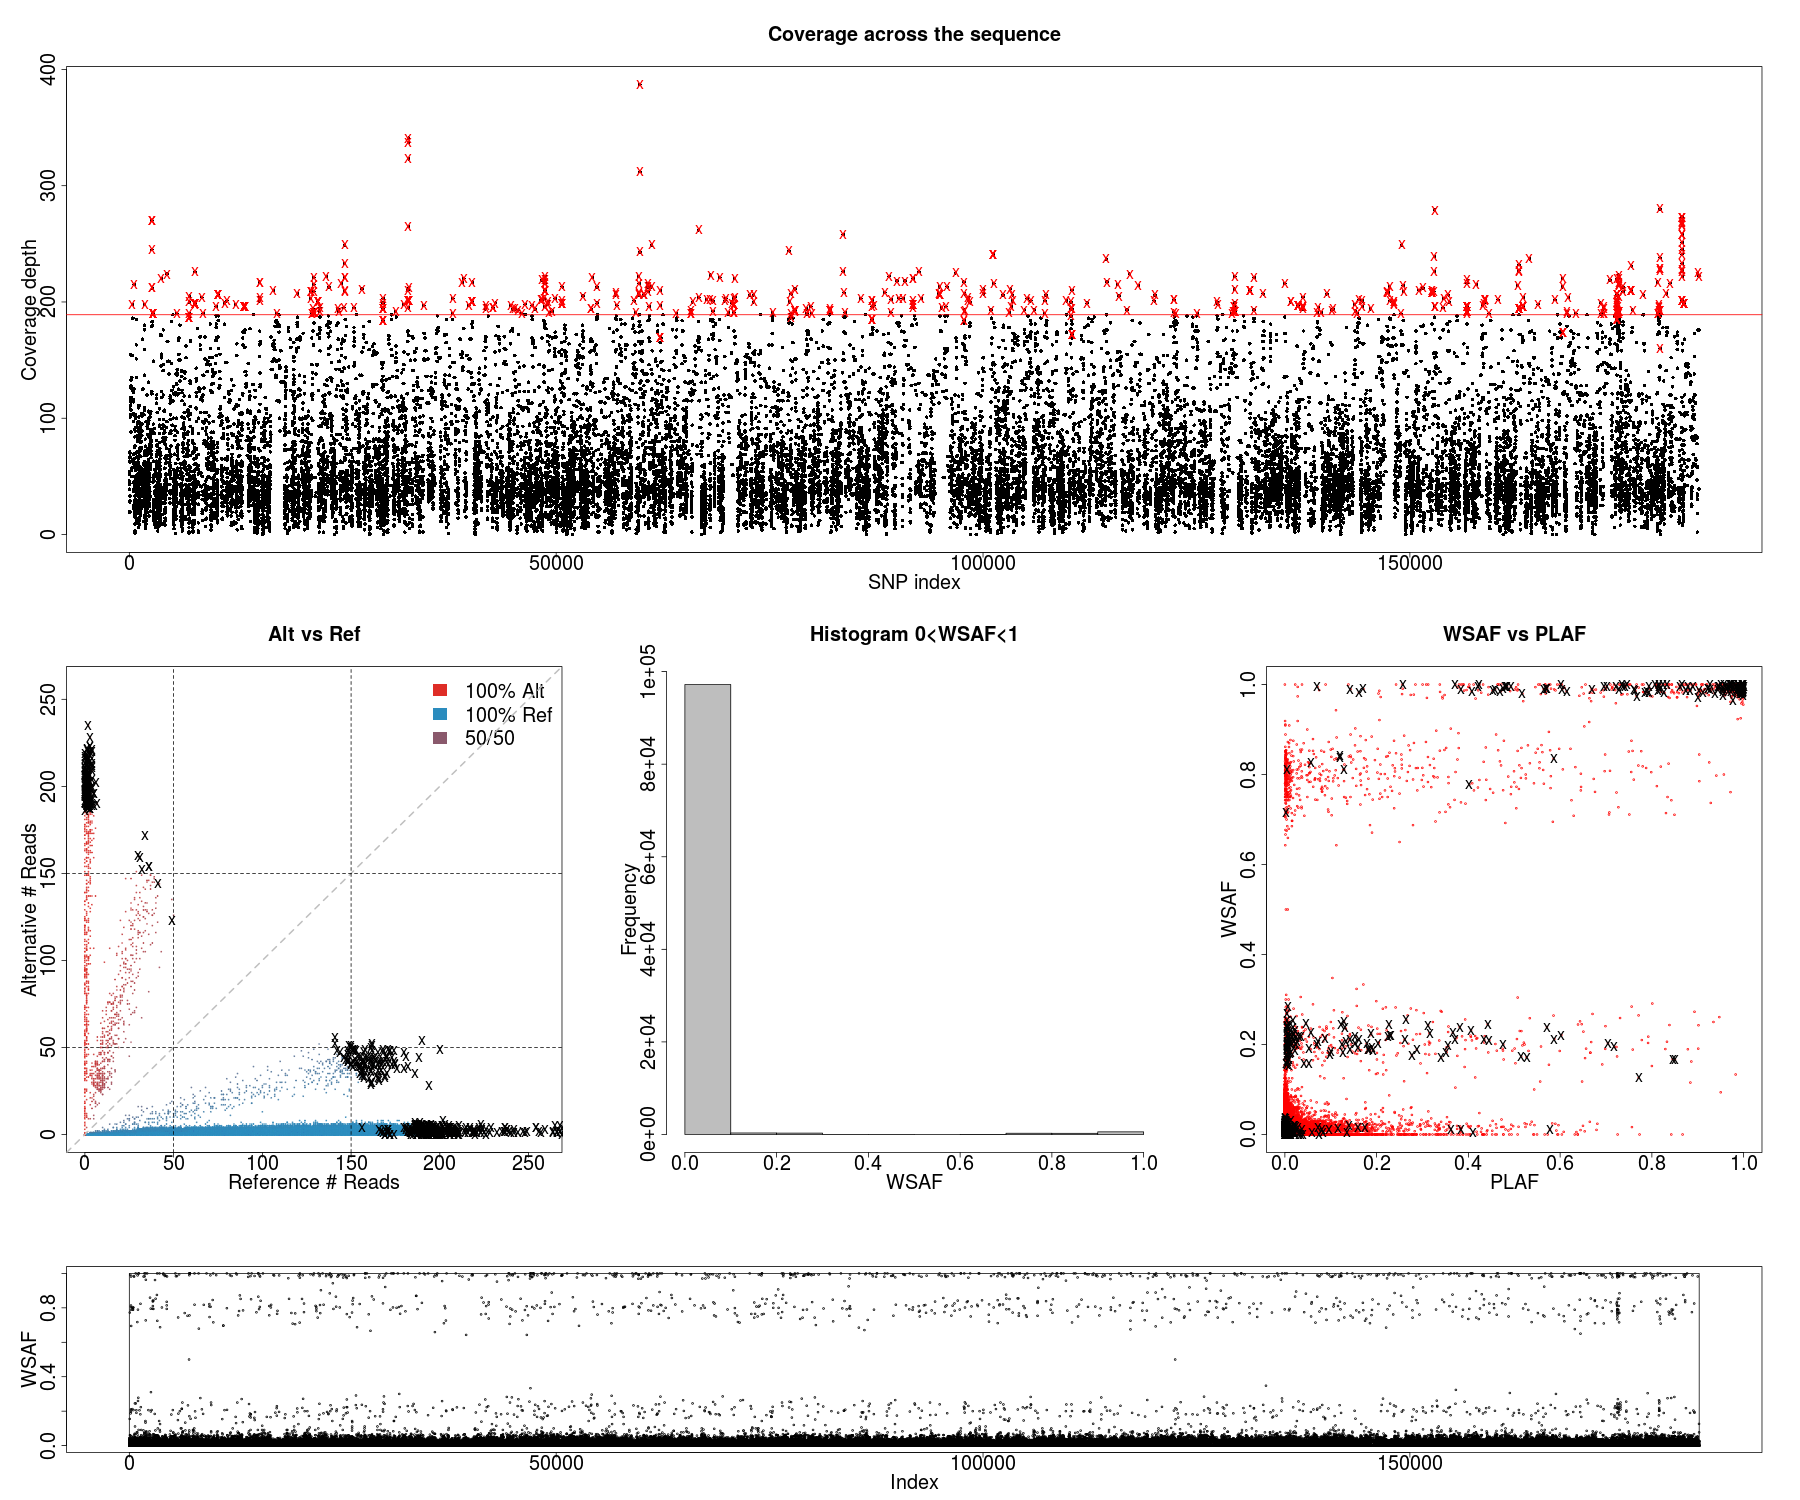 Coverage across the sequence
Coverage depth
0
100
200
300
400
0
50000
100000
150000
SNP index
Alt vs Ref
Alternative # Reads
0
50
100
150
200
250
100% Alt
100% Ref
50/50
0
50
100
150
200
250
Reference # Reads
Histogram 0<WSAF<1
Frequency
0e+00
2e+04
4e+04
6e+04
8e+04
1e+05
0.0
0.2
0.4
0.6
0.8
1.0
WSAF
WSAF vs PLAF
WSAF
0.0
0.2
0.4
0.6
0.8
1.0
0.0
0.2
0.4
0.6
0.8
1.0
PLAF
WSAF
0.0
0.4
0.8
0
50000
100000
150000
Index